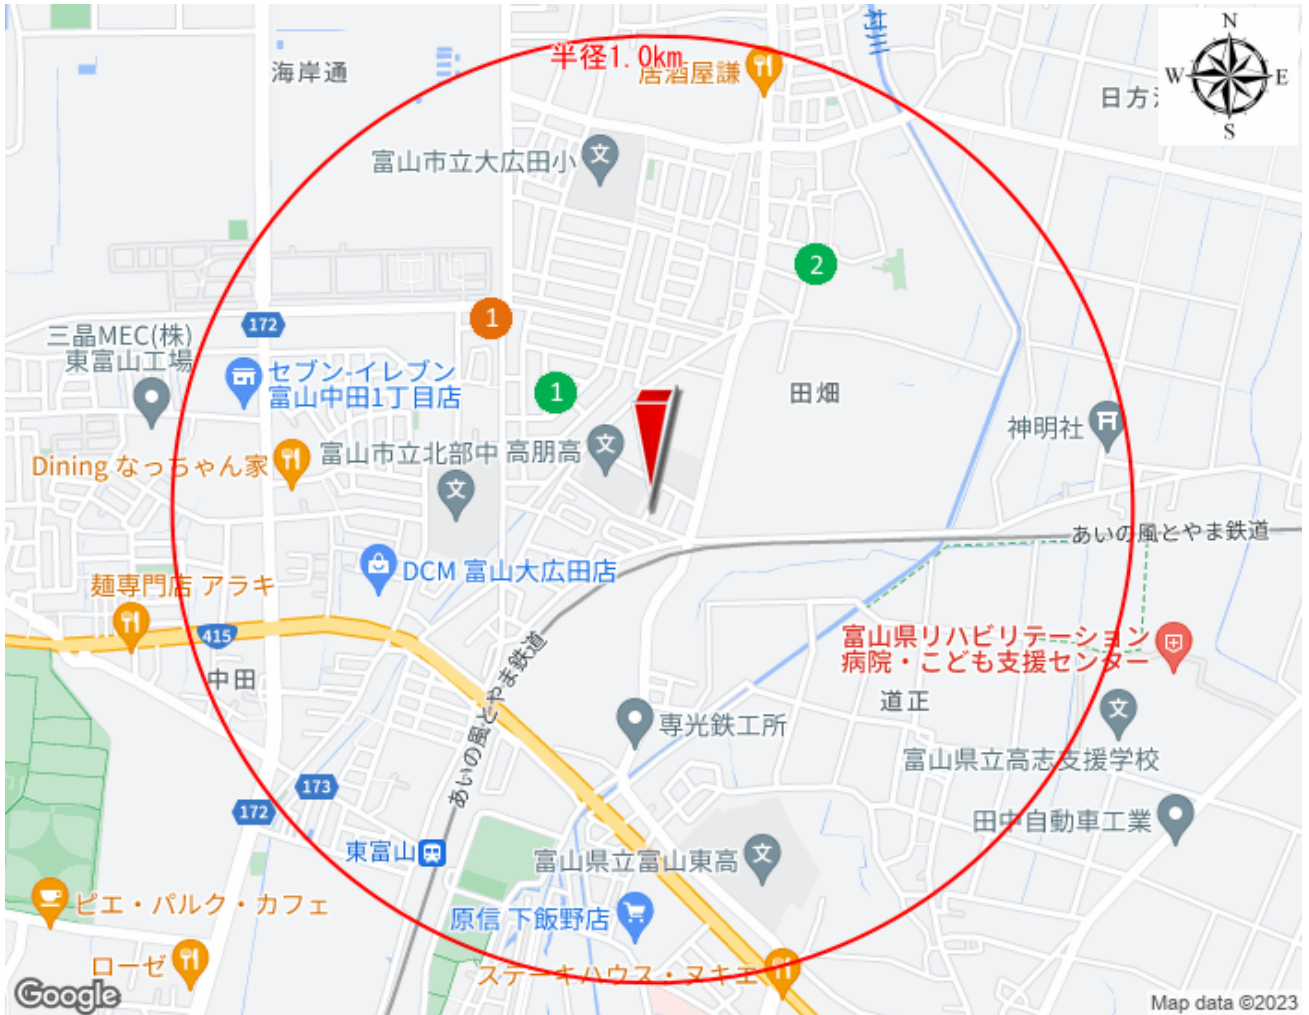 村川
N
W
E
S
半径1.0km
居酒屋謙
海岸通
富山市立大広田小
文
2
172
1
三晶MEC(株)
東富山工場
セブン-イレブン
富山中田1丁目店
1
田畑
神明社
Dining なっちゃん家
富山市立北部中
高朋高
文
文
あいの風とやま鉄道
DCM 富山大広田店
麺専門店 アラキ
415
富山県リハビリテーション
病院・こども支援センター
中田
あいの風とやま鉄道
道正
専光鉄工所
文
富山県立高志支援学校
173
172
田中自動車工業
東富山
富山県立富山東高
文
ピエ・パルク・カフェ
原信 下飯野店
ローゼ
ステーキハウス・ヌキエ
Google
Map data ©2023